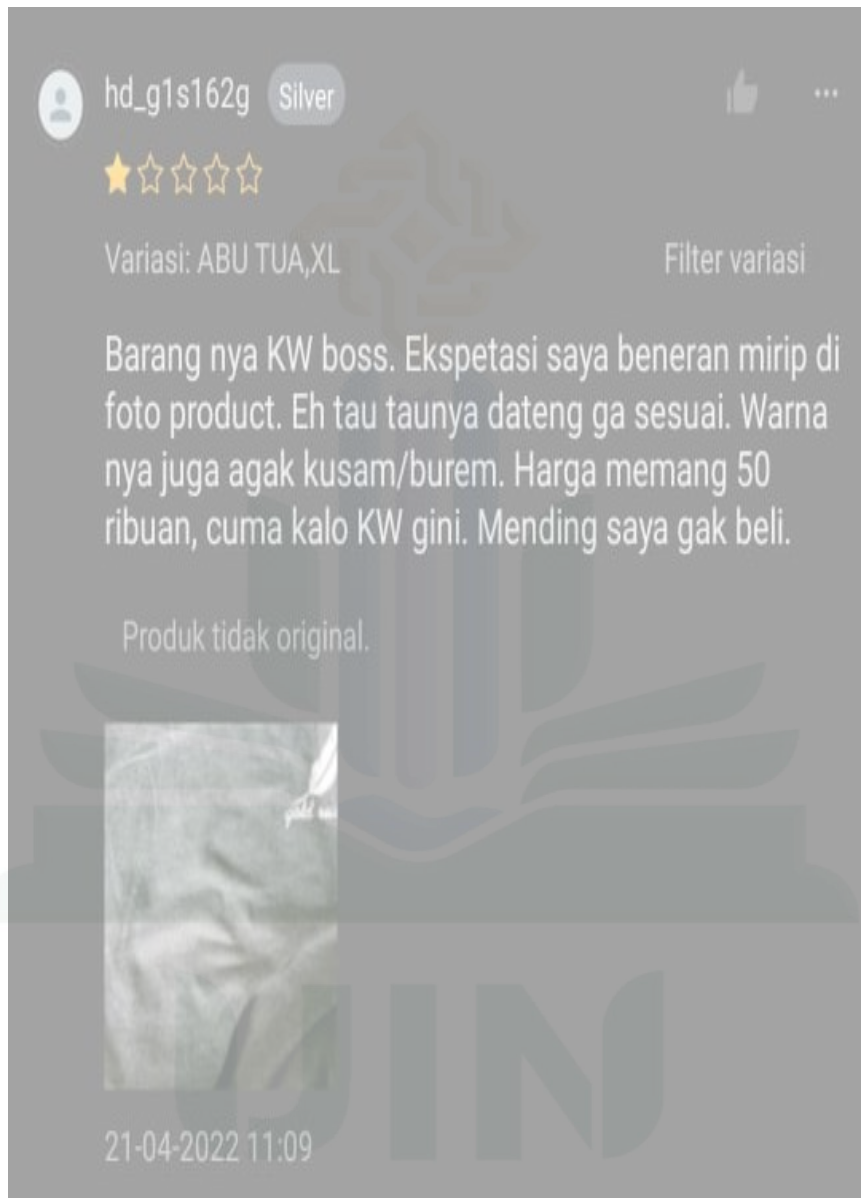 hd_g1s162g Silver
Variasi: ABU TUA,XL Filter variasi
Barang nya KW boss. Ekspetasi saya beneran mirip di
foto product. Eh tau taunya dateng ga sesuai. Warna
nya juga agak kusam/burem. Harga memang 50
ribuan, cuma kalo KW gini. Mending saya gak beli.
Produk tidak original.
21-04-2022 11:09
UIN